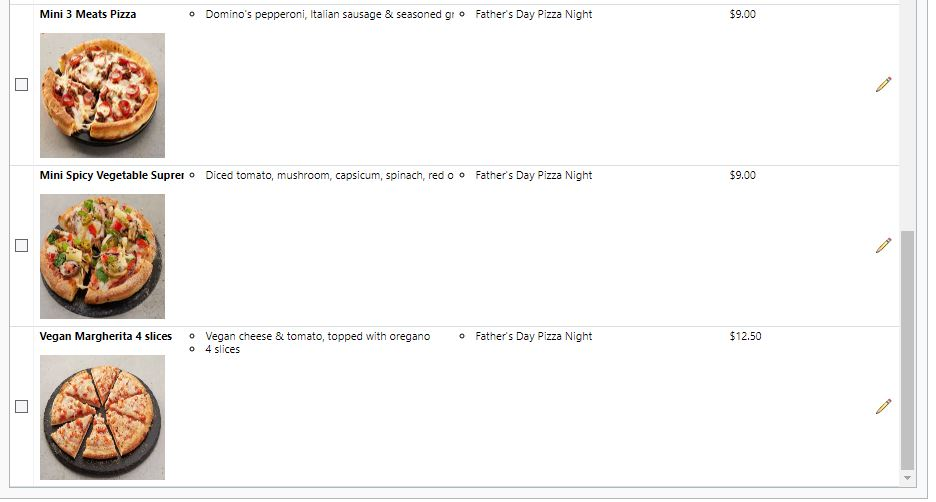 Mini 3 Meats Pizza
Domino's pepperoni, Italian sausage & seasoned gr
Father's Day Pizza Night
$9.00
Mini Spicy Vegetable Suprer
Diced tomato, mushroom, capsicum, spinach, red o
Father's Day Pizza Night
$9.00
Vegan Margherita 4 slices
Vegan cheese & tomato, topped with oregano
4 slices
Father's Day Pizza Night
$12.50